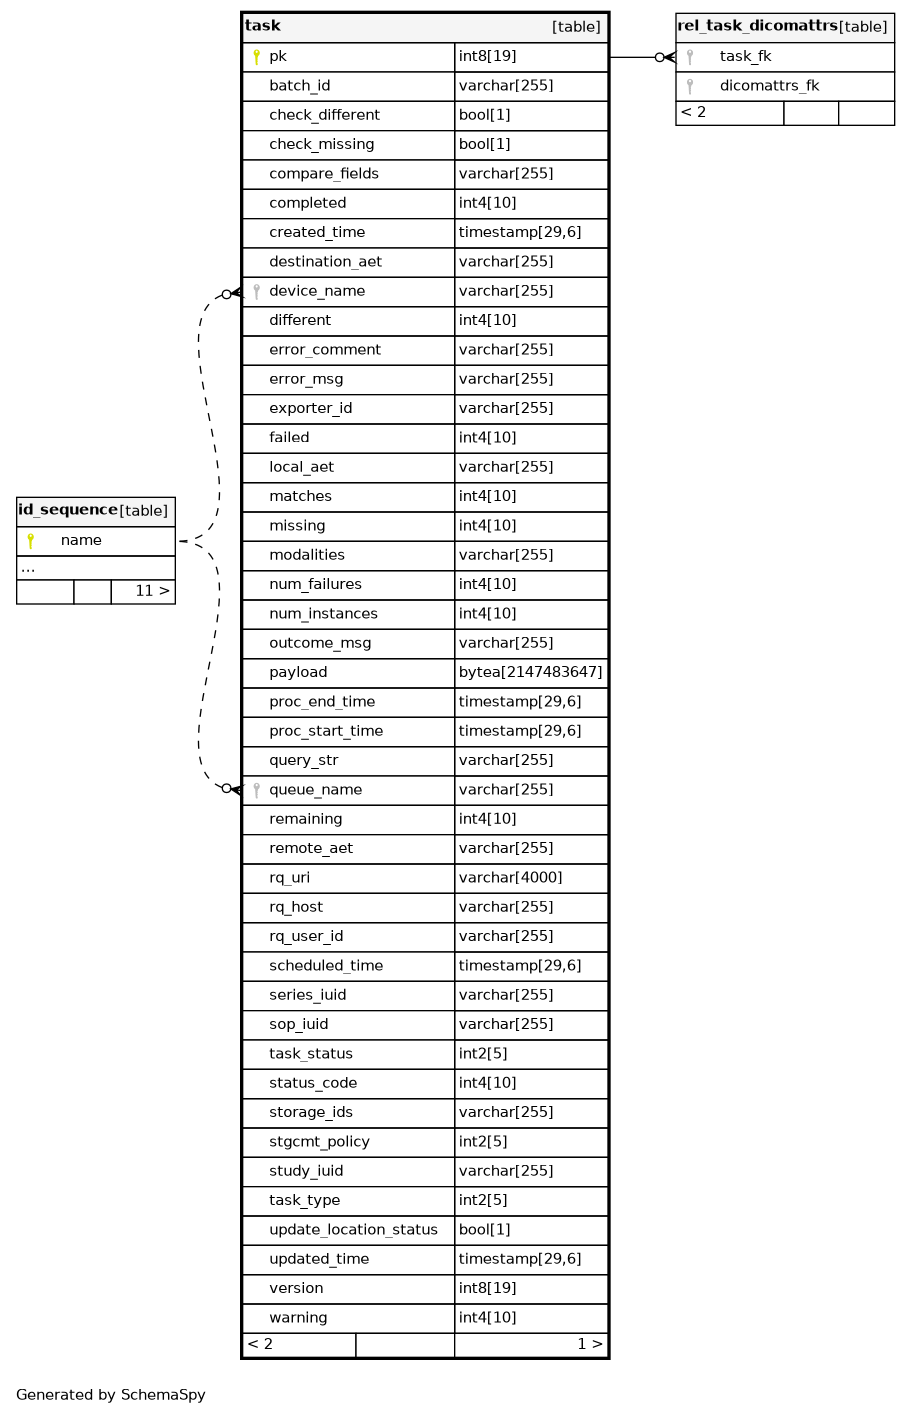 task [table]
pk int8[19]
batch_id varchar[255]
check_different bool[1]
check_missing bool[1]
compare_fields varchar[255]
completed int4[10]
created_time timestamp[29,6]
destination_aet varchar[255]
device_name varchar[255]
different int4[10]
error_comment varchar[255]
error_msg varchar[255]
exporter_id varchar[255]
failed int4[10]
local_aet varchar[255]
matches int4[10]
missing int4[10]
modalities varchar[255]
num_failures int4[10]
num_instances int4[10]
outcome_msg varchar[255]
payload bytea[2147483647]
proc_end_time timestamp[29,6]
proc_start_time timestamp[29,6]
query_str varchar[255]
queue_name varchar[255]
remaining int4[10]
remote_aet varchar[255]
rq_uri varchar[4000]
rq_host varchar[255]
rq_user_id varchar[255]
scheduled_time timestamp[29,6]
series_iuid varchar[255]
sop_iuid varchar[255]
task_status int2[5]
status_code int4[10]
storage_ids varchar[255]
stgcmt_policy int2[5]
study_iuid varchar[255]
task_type int2[5]
update_location_status bool[1]
updated_time timestamp[29,6]
version int8[19]
warning int4[10]
< 2 1 >
rel_task_dicomattrs[table]
task_fk
dicomattrs_fk
< 2
id_sequence[table]
name
...
11 >
Generated by SchemaSpy